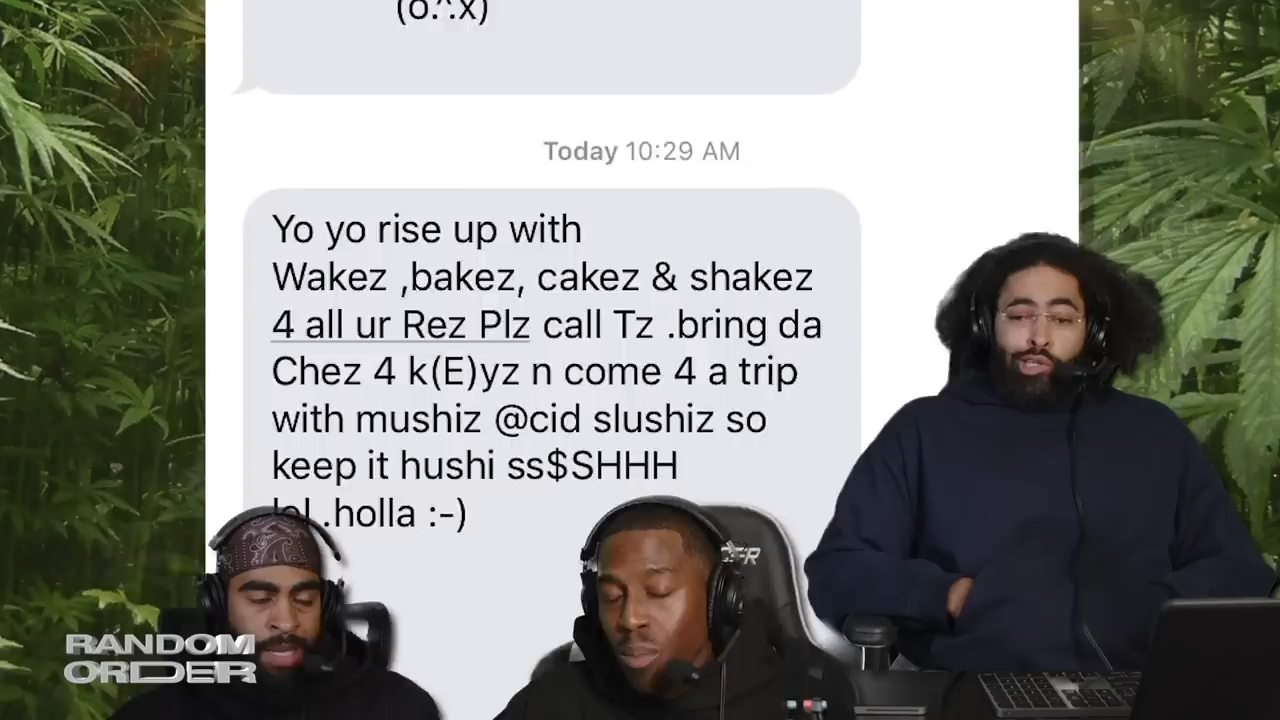 (o.^.x)
Today 10:29 AM
Yo yo rise up with
Wakez ,bakez, cakez & shakez
4 all ur Rez Plz call Tz .bring da
Chez 4 k(E)yz n come 4 a trip
with mushiz @cid slushiz so
keep it hushi ss$SHHH
lol .holla :-)
RANDOM
ORDER